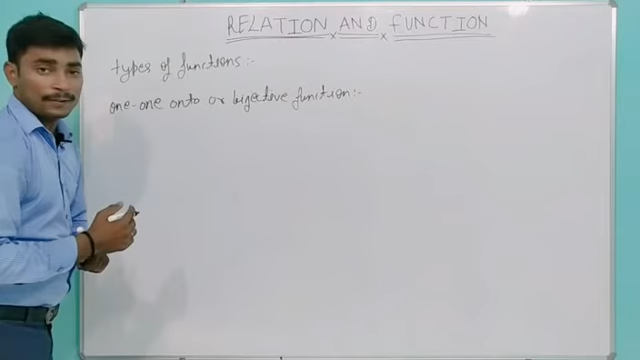 RELATION AND FUNCTION
types of functions:-
one-one onto or bijective function:-